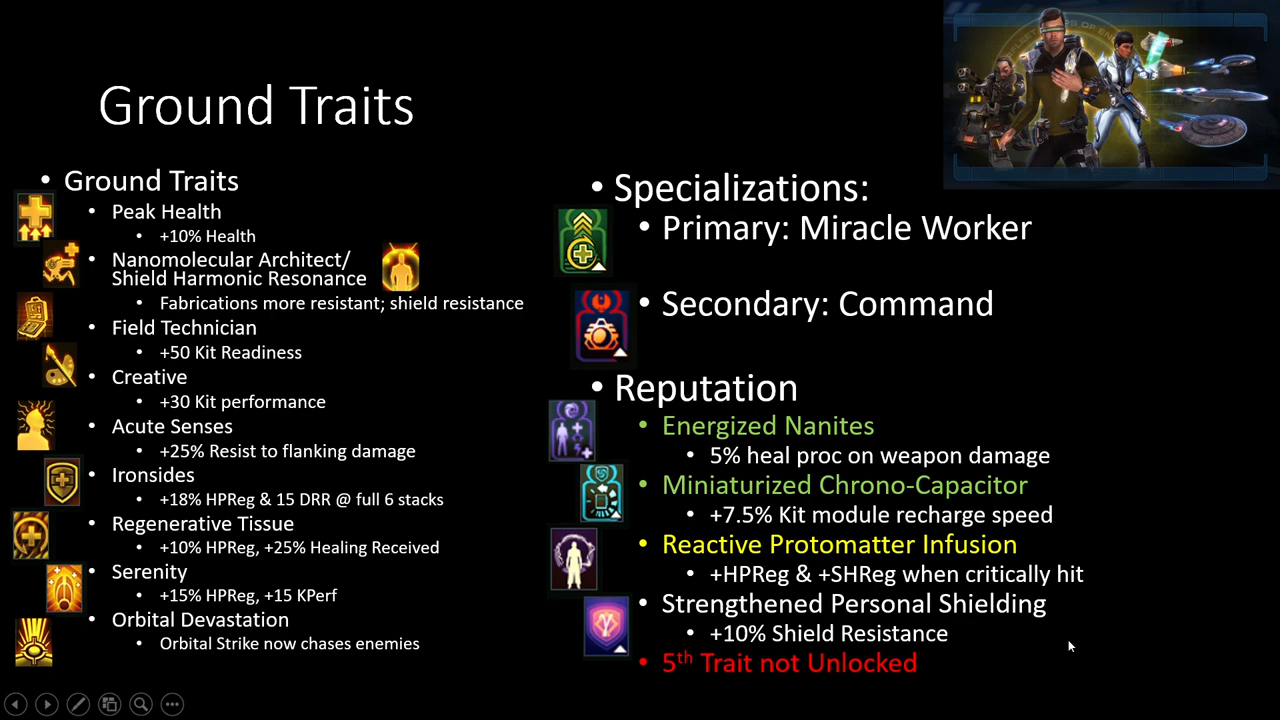 Ground Traits
• Ground Traits
• Peak Health
• +10% Health
• Nanomolecular Architect/
Shield Harmonic Resonance
• Fabrications more resistant; shield resistance
• Field Technician
• +50 Kit Readiness
• Creative
• +30 Kit performance
• Acute Senses
• +25% Resist to flanking damage
• Ironsides
• +18% HPReg & 15 DRR @ full 6 stacks
• Regenerative Tissue
• +10% HPReg, +25% Healing Received
• Serenity
• +15% HPReg, +15 KPerf
• Orbital Devastation
• Orbital Strike now chases enemies
• Specializations:
• Primary: Miracle Worker
• Secondary: Command
• Reputation
• Energized Nanites
• 5% heal proc on weapon damage
• Miniaturized Chrono-Capacitor
• +7.5% Kit module recharge speed
• Reactive Protomatter Infusion
• +HPReg & +SHReg when critically hit
• Strengthened Personal Shielding
• +10% Shield Resistance
• 5th Trait not Unlocked